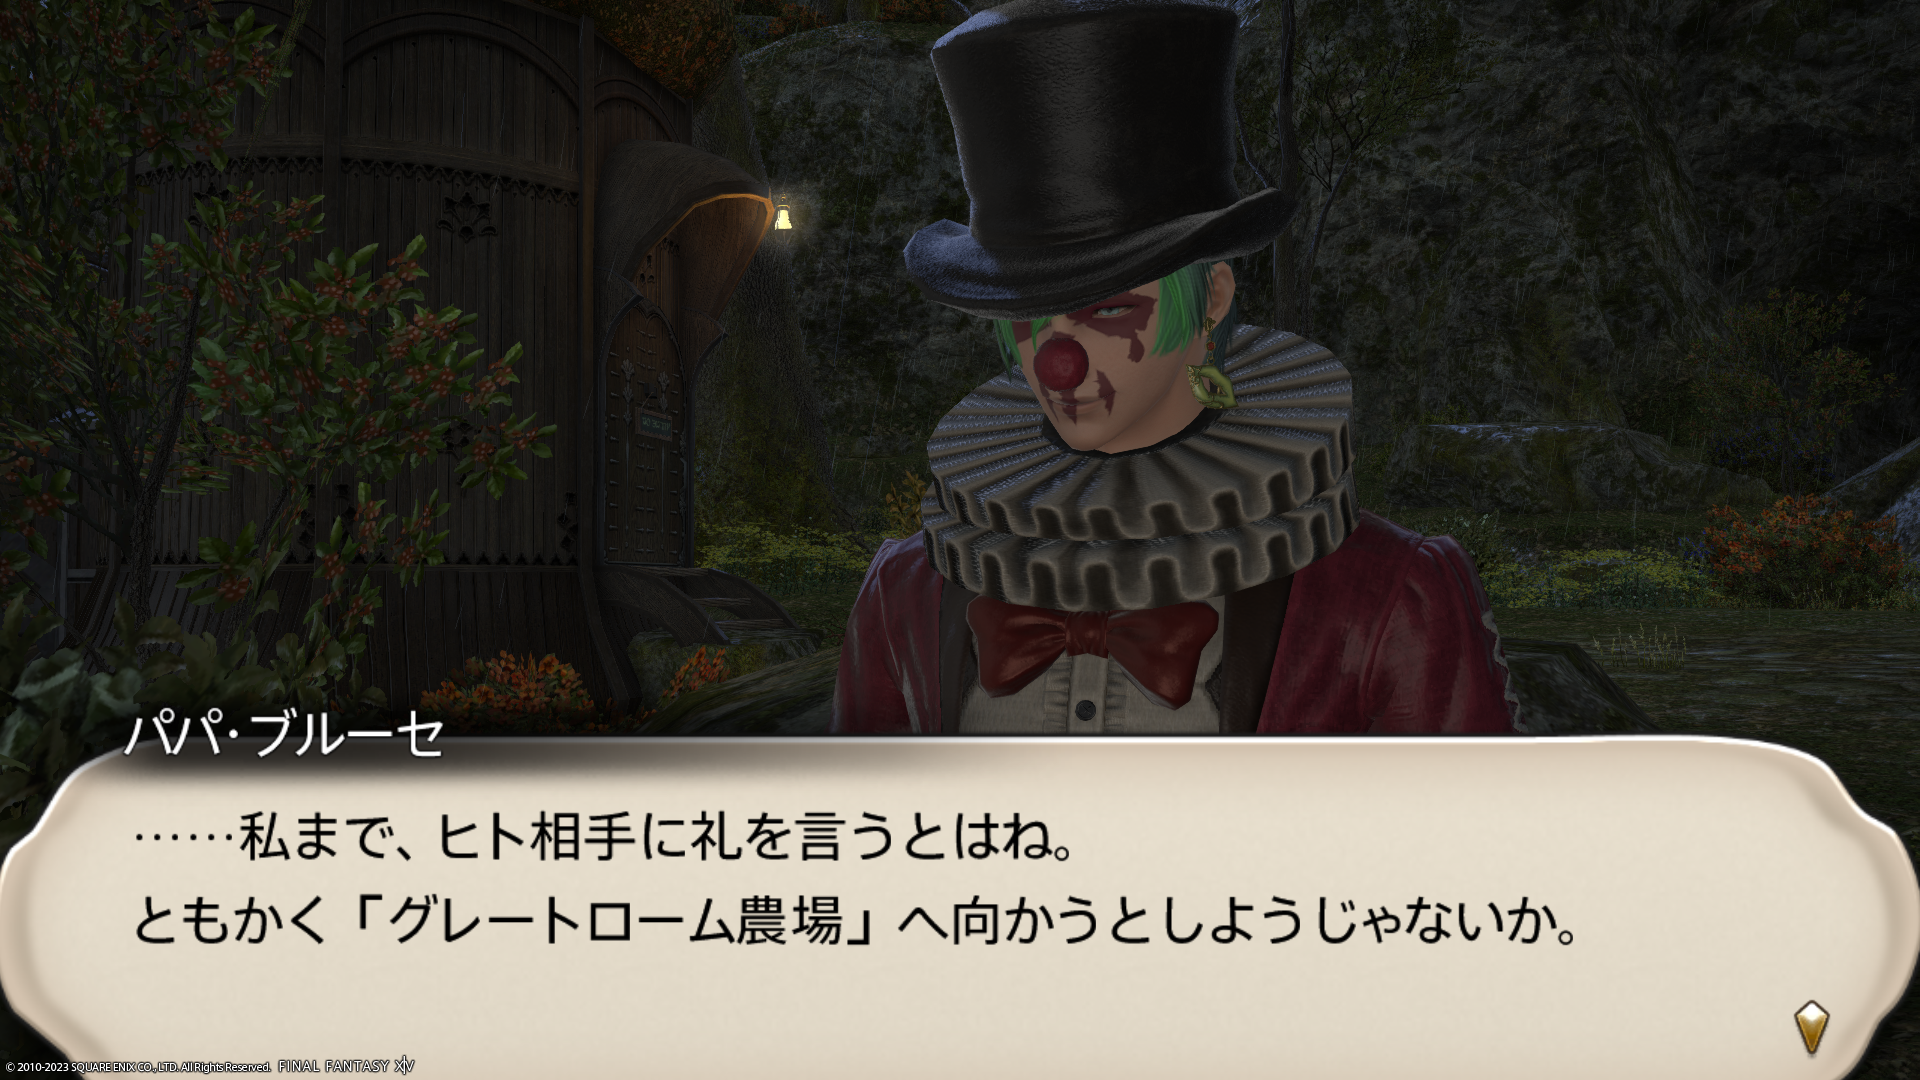 パパ・ブルーセ
……私まで、ヒト相手に礼を言うとはね。
ともかく「グレートローム農場」へ向かうとしようじゃないか。
© 2010-2023 SQUARE ENIX CO., LTD. All Rights Reserved. FINAL FANTASY XIV